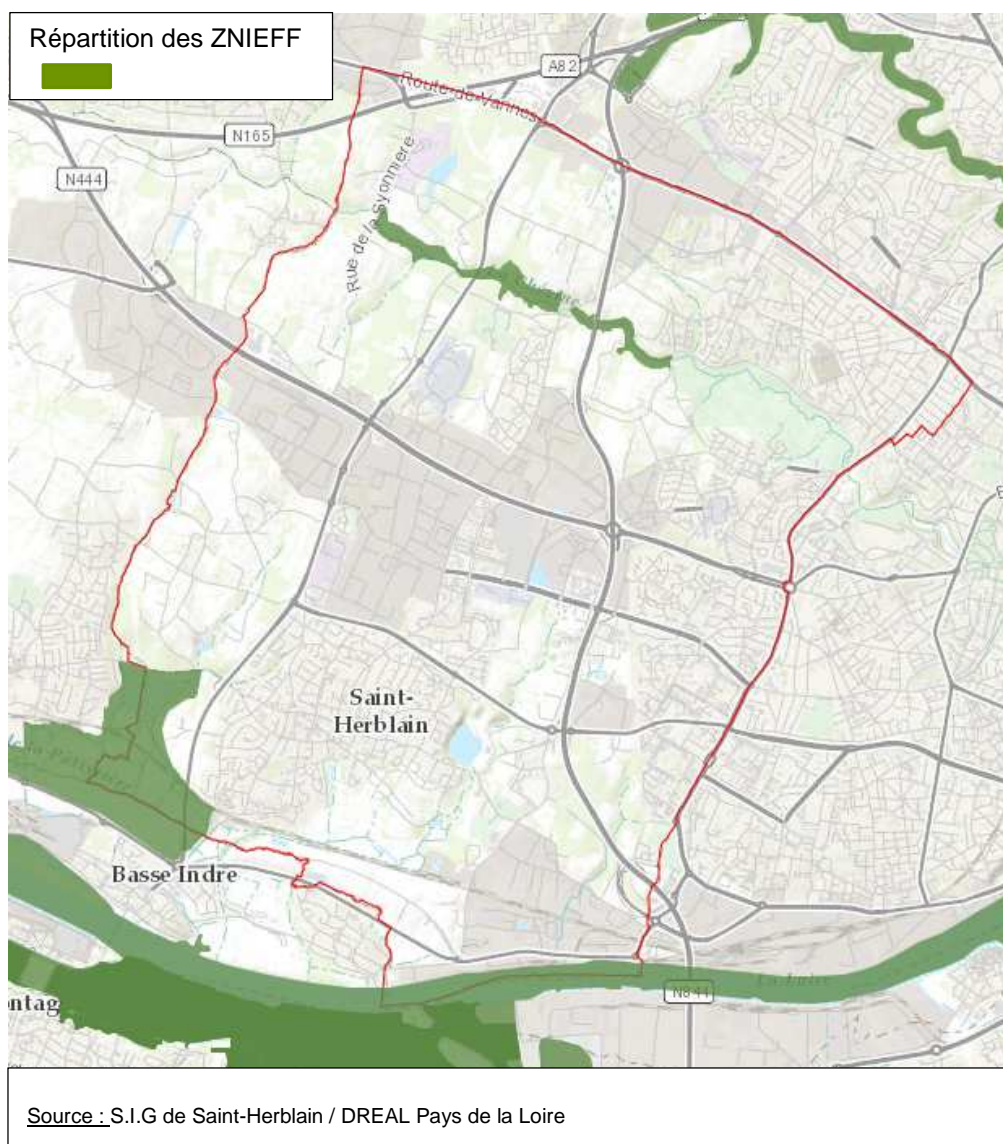 Répartition des ZNIEFF
A82
Route-de-Vannes
N165
N444
Rue de la Syonnière
Saint-
Herblain
Basse Indre
ontag
N844
La Loire
Source : S.I.G de Saint-Herblain / DREAL Pays de la Loire